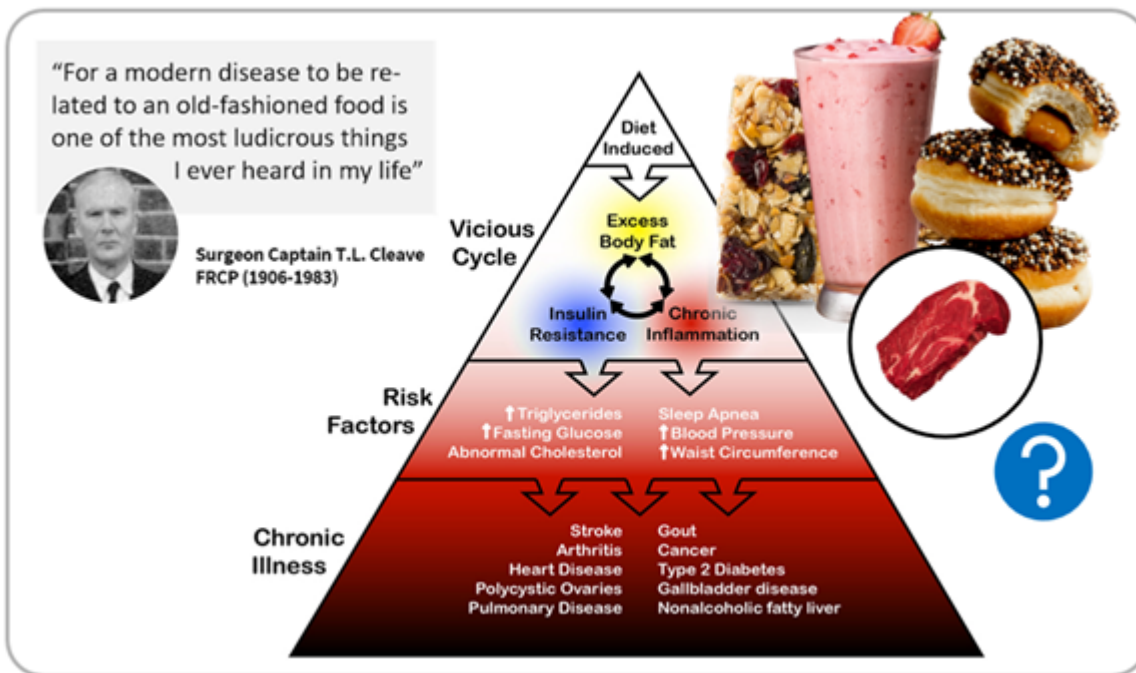 “For a modern disease to be re-
lated to an old-fashioned food is
one of the most ludicrous things
I ever heard in my life”
Surgeon Captain T.L. Cleave
FRCP (1906-1983)
Diet
Induced
Vicious
Cycle
Excess
Body Fat
Insulin
Resistance
Chronic
Inflammation
Risk
Factors
↑Triglycerides
↑Fasting Glucose
Abnormal Cholesterol
Sleep Apnea
↑Blood Pressure
↑Waist Circumference
Chronic
Illness
Stroke
Arthritis
Heart Disease
Polycystic Ovaries
Pulmonary Disease
Gout
Cancer
Type 2 Diabetes
Gallbladder disease
Nonalcoholic fatty liver
?